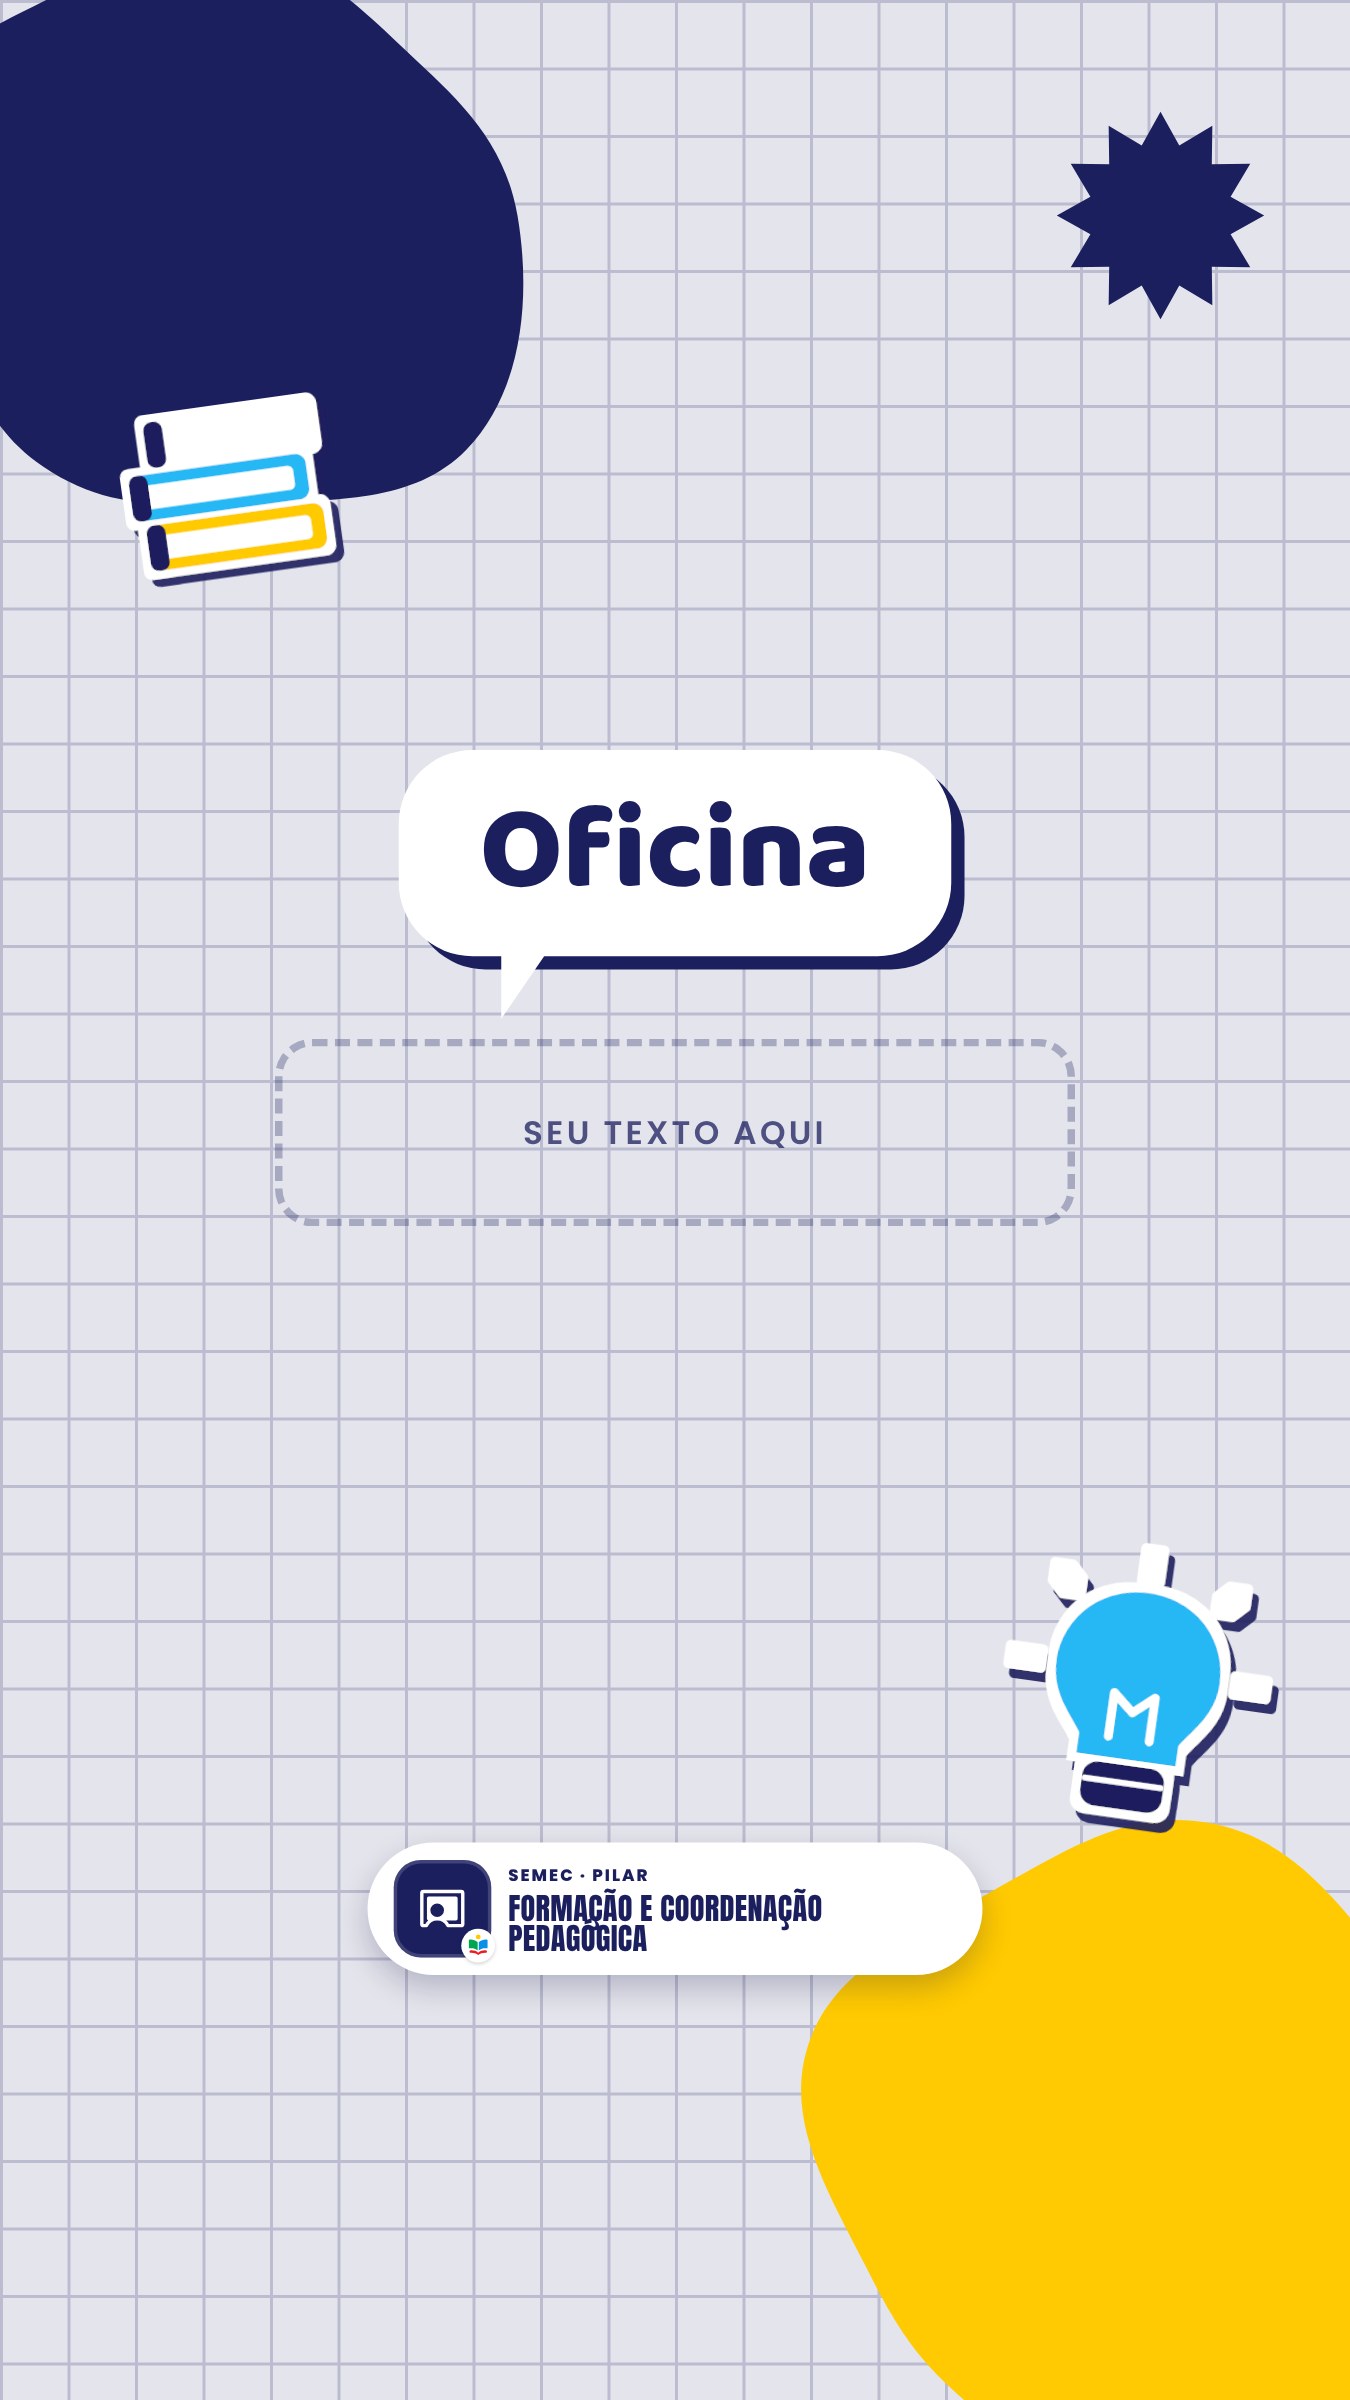 Oficina
SEU TEXTO AQUI
SEMEC · PILAR
FORMAÇÃO E COORDENAÇÃO
PEDAGÓGICA